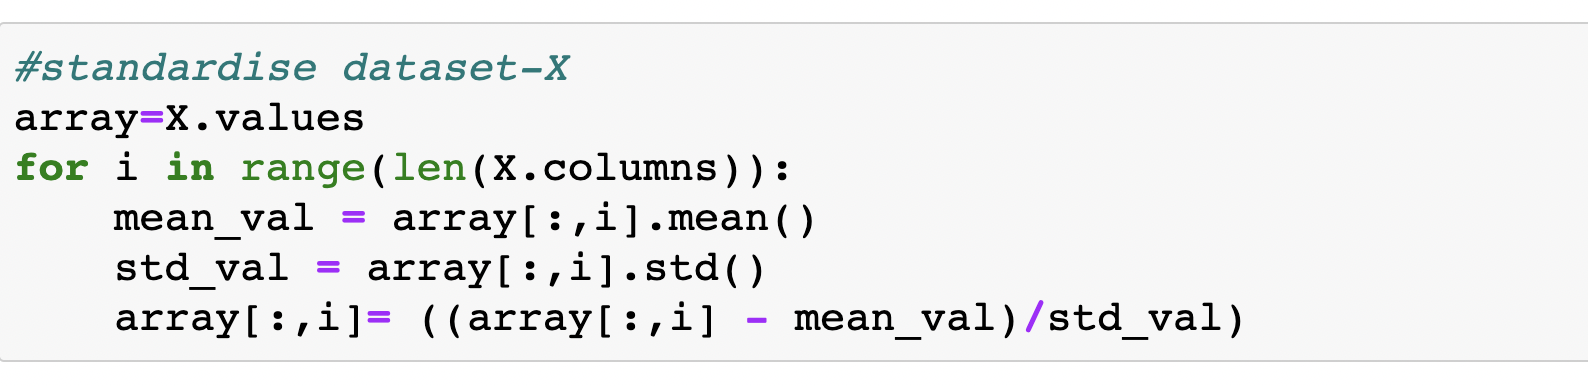 #standardise dataset-X
array=X.values
for i in range(len(X.columns)):
    mean_val = array[:,i].mean()
    std_val = array[:,i].std()
    array[:,i]= ((array[:,i] - mean_val)/std_val)